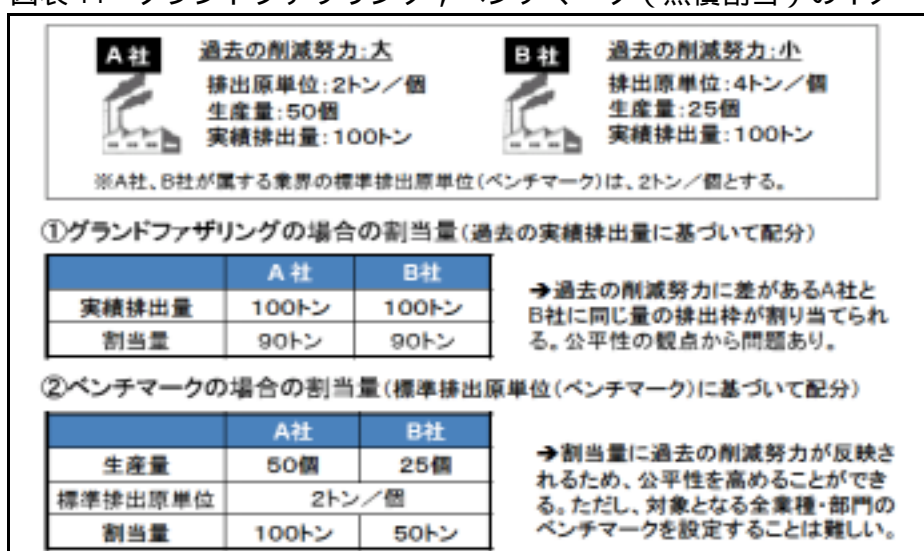 A社
過去の削減努力:大
排出原単位:2トン／個
生産量:50個
実績排出量:100トン
B社
過去の削減努力:小
排出原単位:4トン／個
生産量:25個
実績排出量:100トン
※A社、B社が属する業界の標準排出原単位(ベンチマーク)は、2トン／個とする。
①グランドファザリングの場合の割当量(過去の実績排出量に基づいて配分)
A社 B社
実績排出量 100トン 100トン
割当量 90トン 90トン
➔過去の削減努力に差があるA社と
B社に同じ量の排出枠が割り当てられ
る。公平性の観点から問題あり。
②ベンチマークの場合の割当量(標準排出原単位(ベンチマーク)に基づいて配分)
A社 B社
生産量 50個 25個
標準排出原単位 2トン／個
割当量 100トン 50トン
➔割当量に過去の削減努力が反映さ
れるため、公平性を高めることができ
る。ただし、対象となる全業種・部門の
ベンチマークを設定することは難しい。